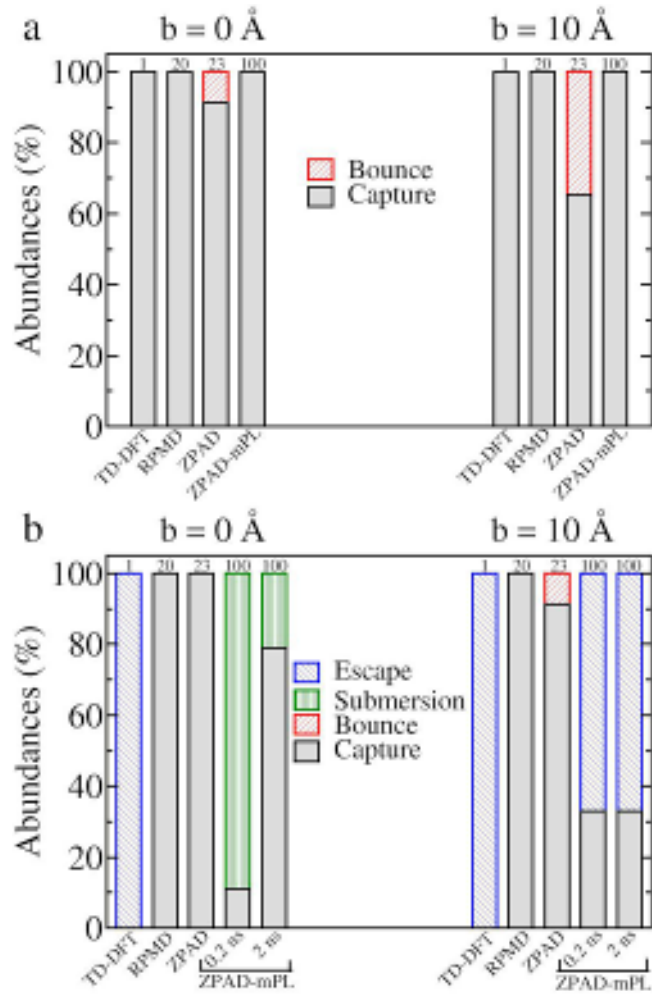 a
b = 0 Å
b = 10 Å
Abundances (%)
100
80
60
40
20
0
1
20
23
100
1
20
23
100
Bounce
Capture
TD-DFT
RPMD
ZPAD
ZPAD-mPL
TD-DFT
RPMD
ZPAD
ZPAD-mPL
b
b = 0 Å
b = 10 Å
Abundances (%)
100
80
60
40
20
0
1
20
23
100
100
1
20
23
100
100
Escape
Submersion
Bounce
Capture
TD-DFT
RPMD
ZPAD
0.2 ns
2 ns
ZPAD-mPL
TD-DFT
RPMD
ZPAD
0.2 ns
2 ns
ZPAD-mPL